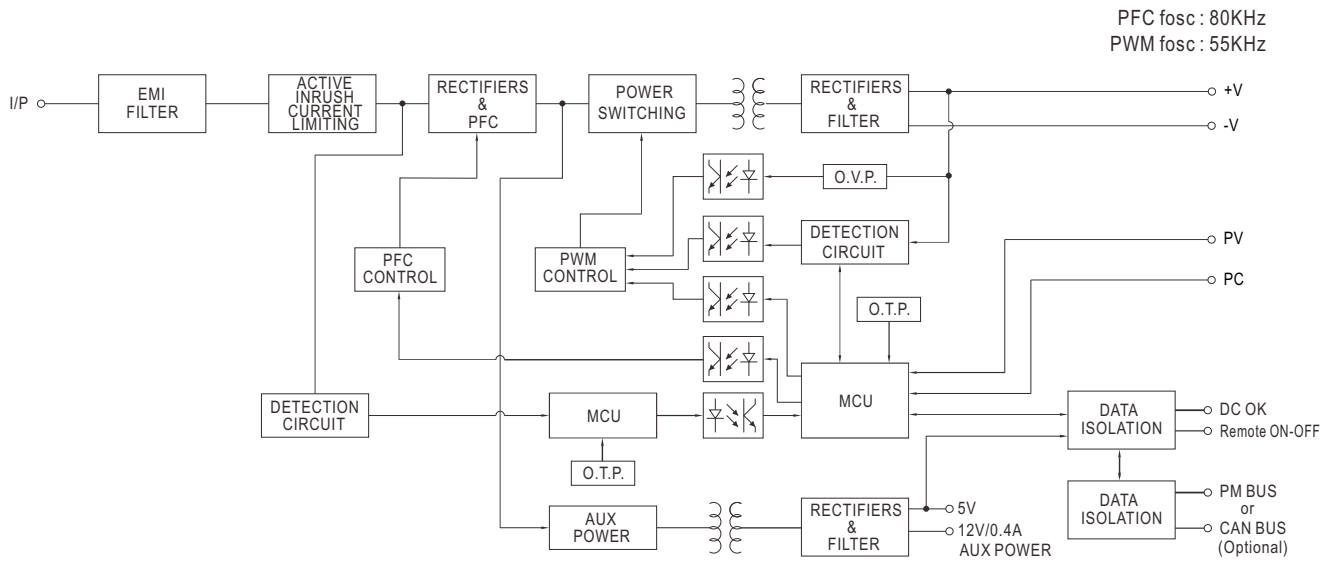 PFC fosc : 80KHz
PWM fosc : 55KHz
I/P
EMI
FILTER
ACTIVE
INRUSH
CURRENT
LIMITING
RECTIFIERS
&
PFC
POWER
SWITCHING
RECTIFIERS
&
FILTER
+V
-V
O.V.P.
DETECTION
CIRCUIT
PFC
CONTROL
PWM
CONTROL
PV
PC
O.T.P.
MCU
DETECTION
CIRCUIT
MCU
O.T.P.
DATA
ISOLATION
DC OK
Remote ON-OFF
AUX
POWER
RECTIFIERS
&
FILTER
5V
12V/0.4A
AUX POWER
DATA
ISOLATION
PM BUS
or
CAN BUS
(Optional)